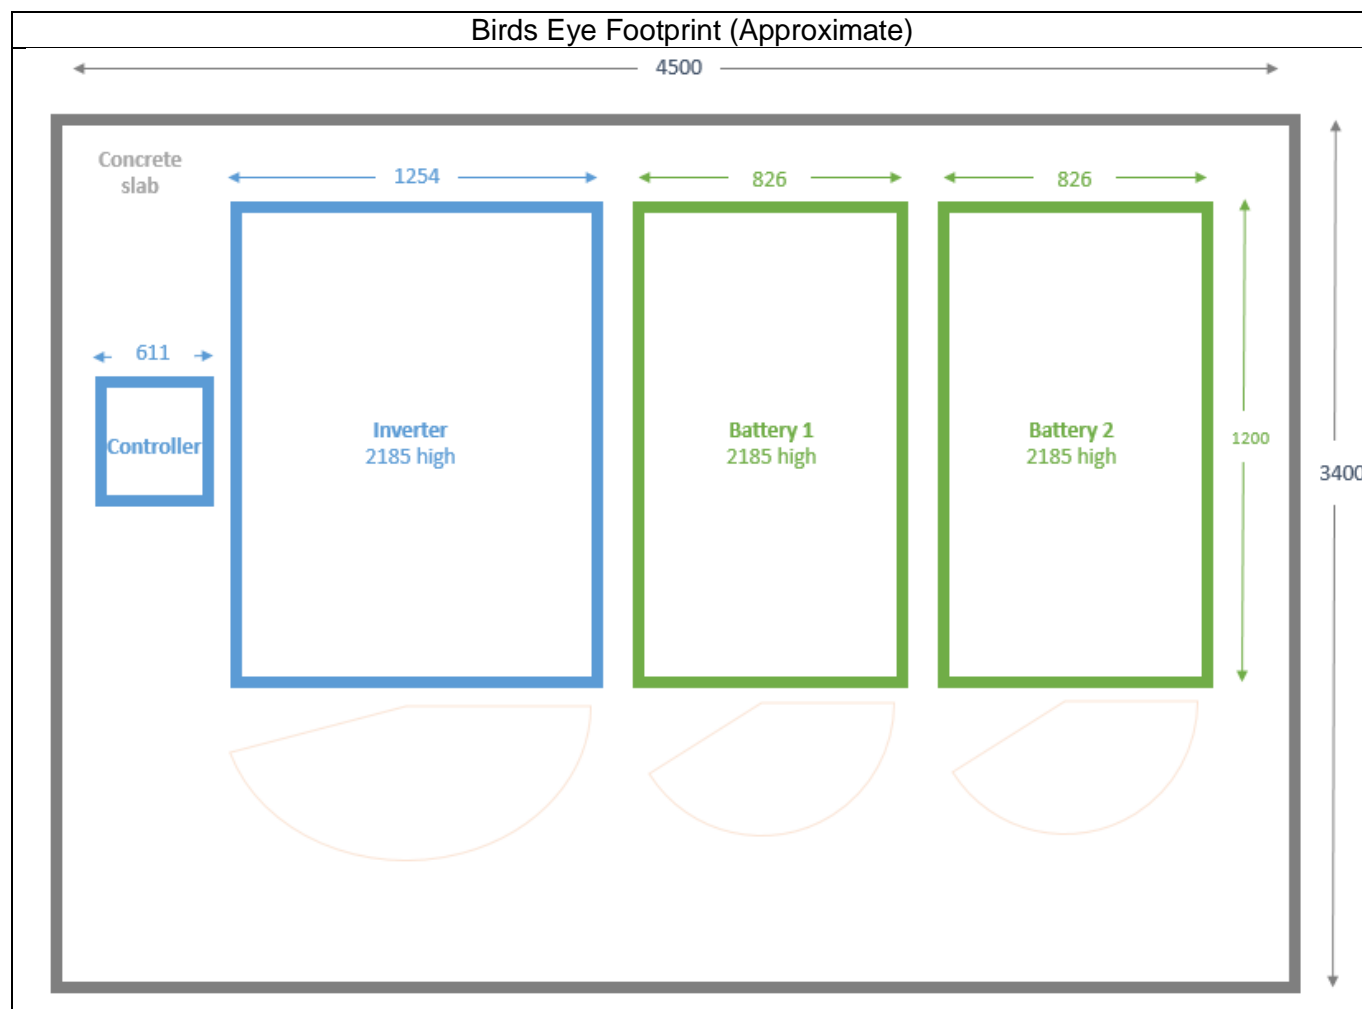 Birds Eye Footprint (Approximate)
4500
Concrete
slab
1254
826
826
611
Controller
Inverter
2185 high
Battery 1
2185 high
Battery 2
2185 high
1200
3400